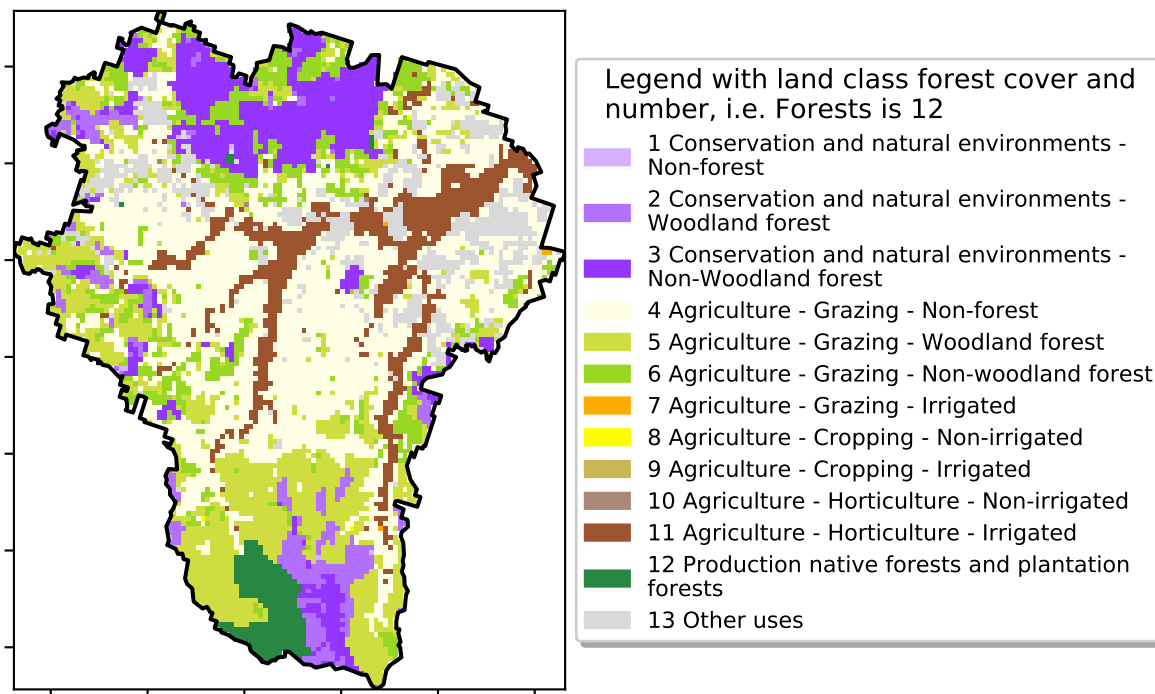 Legend with land class forest cover and
number, i.e. Forests is 12
1 Conservation and natural environments -
Non-forest
2 Conservation and natural environments -
Woodland forest
3 Conservation and natural environments -
Non-Woodland forest
4 Agriculture - Grazing - Non-forest
5 Agriculture - Grazing - Woodland forest
6 Agriculture - Grazing - Non-woodland forest
7 Agriculture - Grazing - Irrigated
8 Agriculture - Cropping - Non-irrigated
9 Agriculture - Cropping - Irrigated
10 Agriculture - Horticulture - Non-irrigated
11 Agriculture - Horticulture - Irrigated
12 Production native forests and plantation
forests
13 Other uses